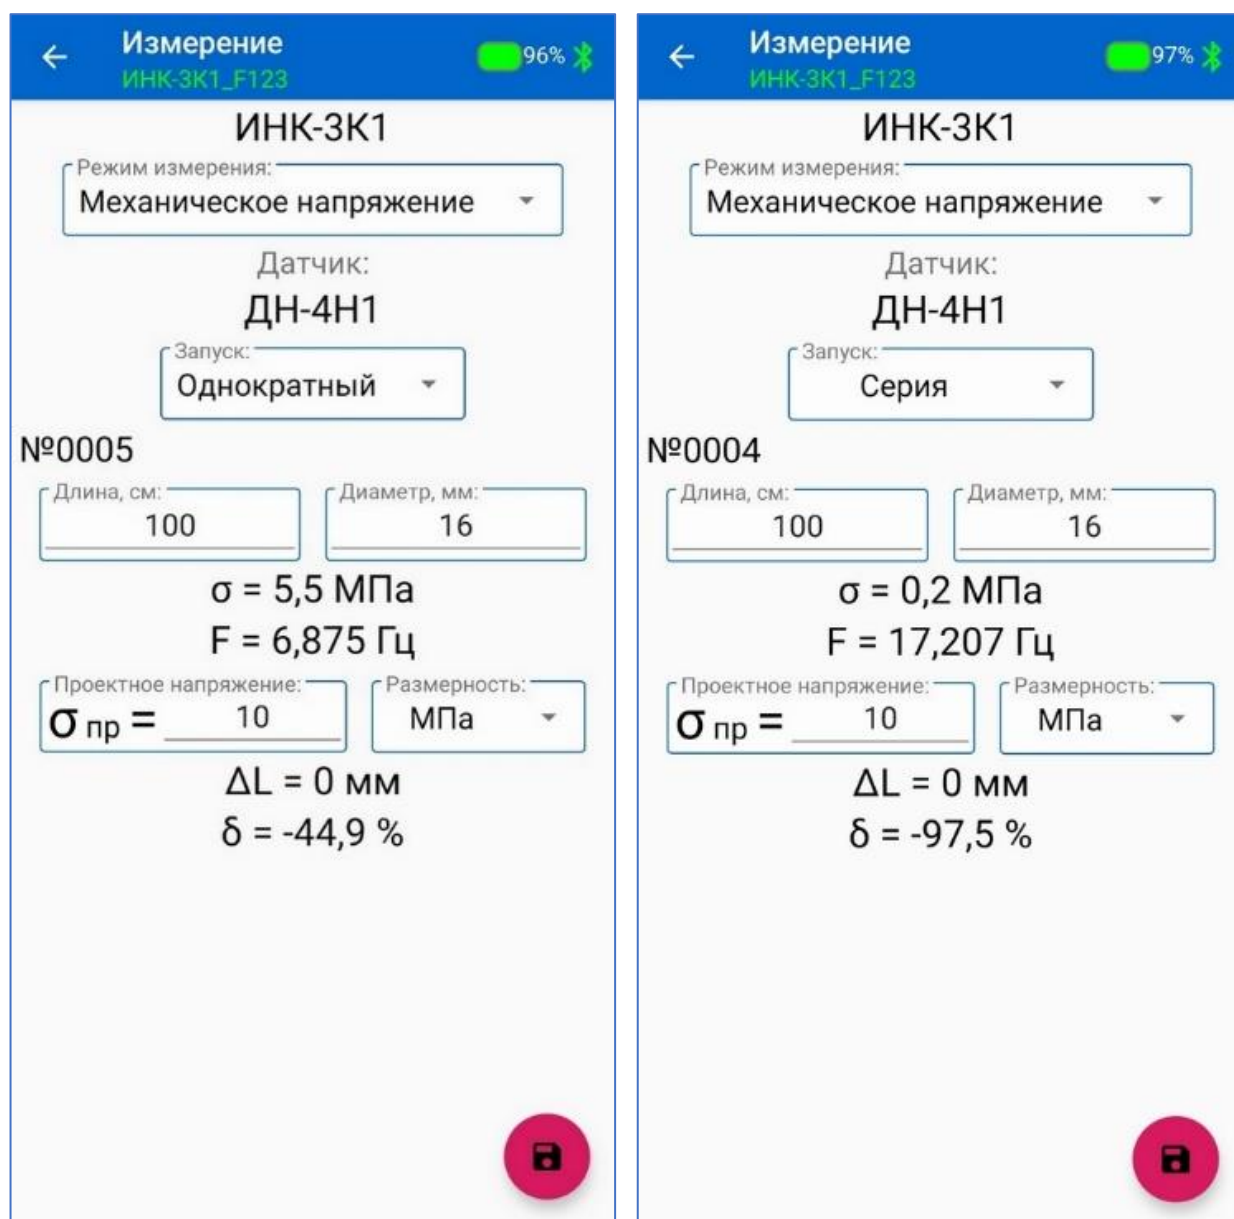 Измерение
ИНК-3К1_F123
96%
ИНК-3К1
Режим измерения:
Механическое напряжение
Датчик:
ДН-4Н1
Запуск:
Однократный
№0005
Длина, см:
100
Диаметр, мм:
16
σ = 5,5 МПа
F = 6,875 Гц
Проектное напряжение:
σ пр = 10
Размерность:
МПа
ΔL = 0 мм
δ = -44,9 %
Измерение
ИНК-3К1_F123
97%
ИНК-3К1
Режим измерения:
Механическое напряжение
Датчик:
ДН-4Н1
Запуск:
Серия
№0004
Длина, см:
100
Диаметр, мм:
16
σ = 0,2 МПа
F = 17,207 Гц
Проектное напряжение:
σ пр = 10
Размерность:
МПа
ΔL = 0 мм
δ = -97,5 %